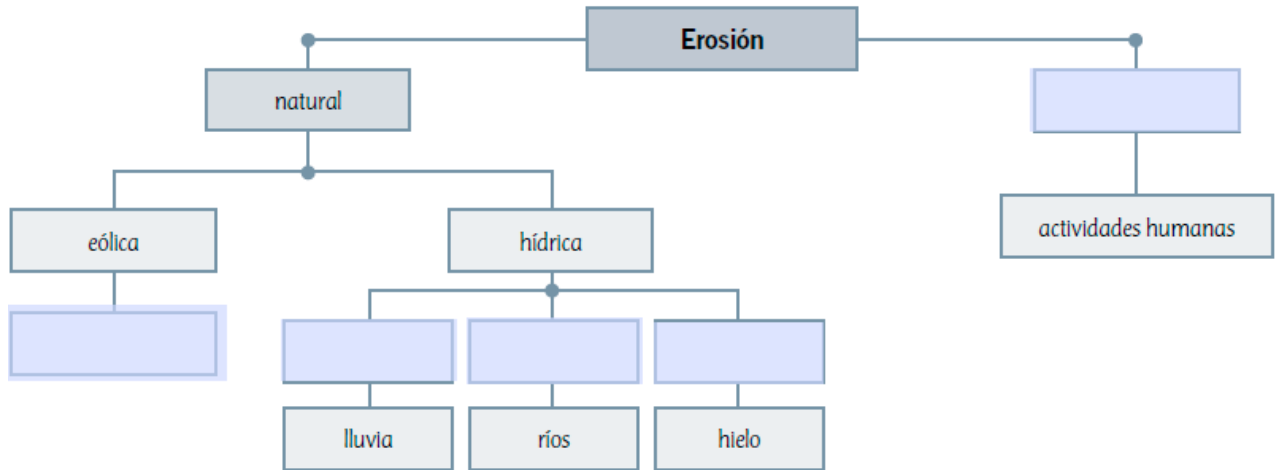 Erosión
natural
eólica
hídrica
actividades humanas
lluvia
ríos
hielo